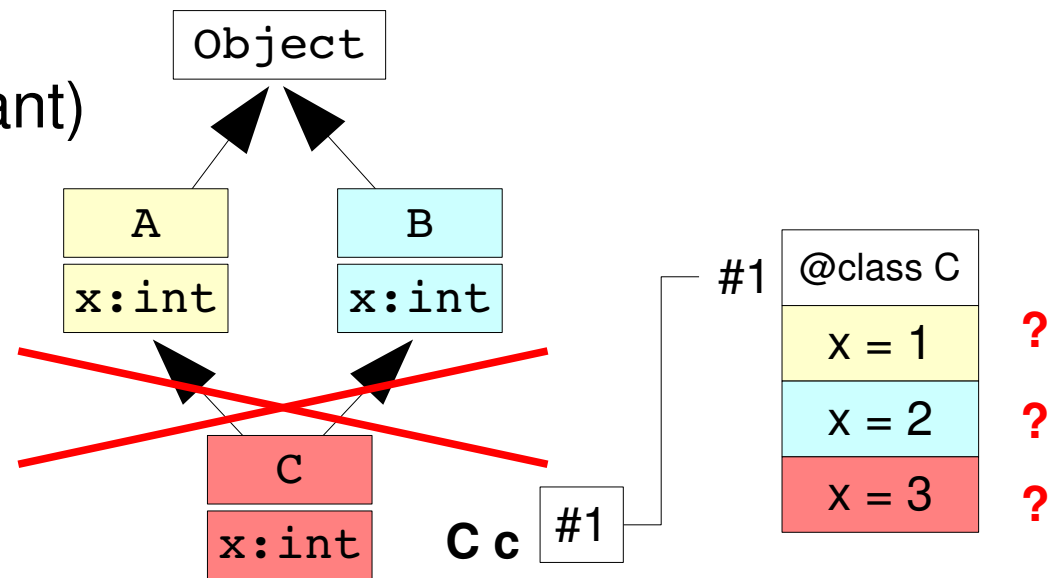 Object
ant)
A
B
x:int
x:int
C
x:int
C c
#1
#1
@class C
x = 1
?
x = 2
?
x = 3
?